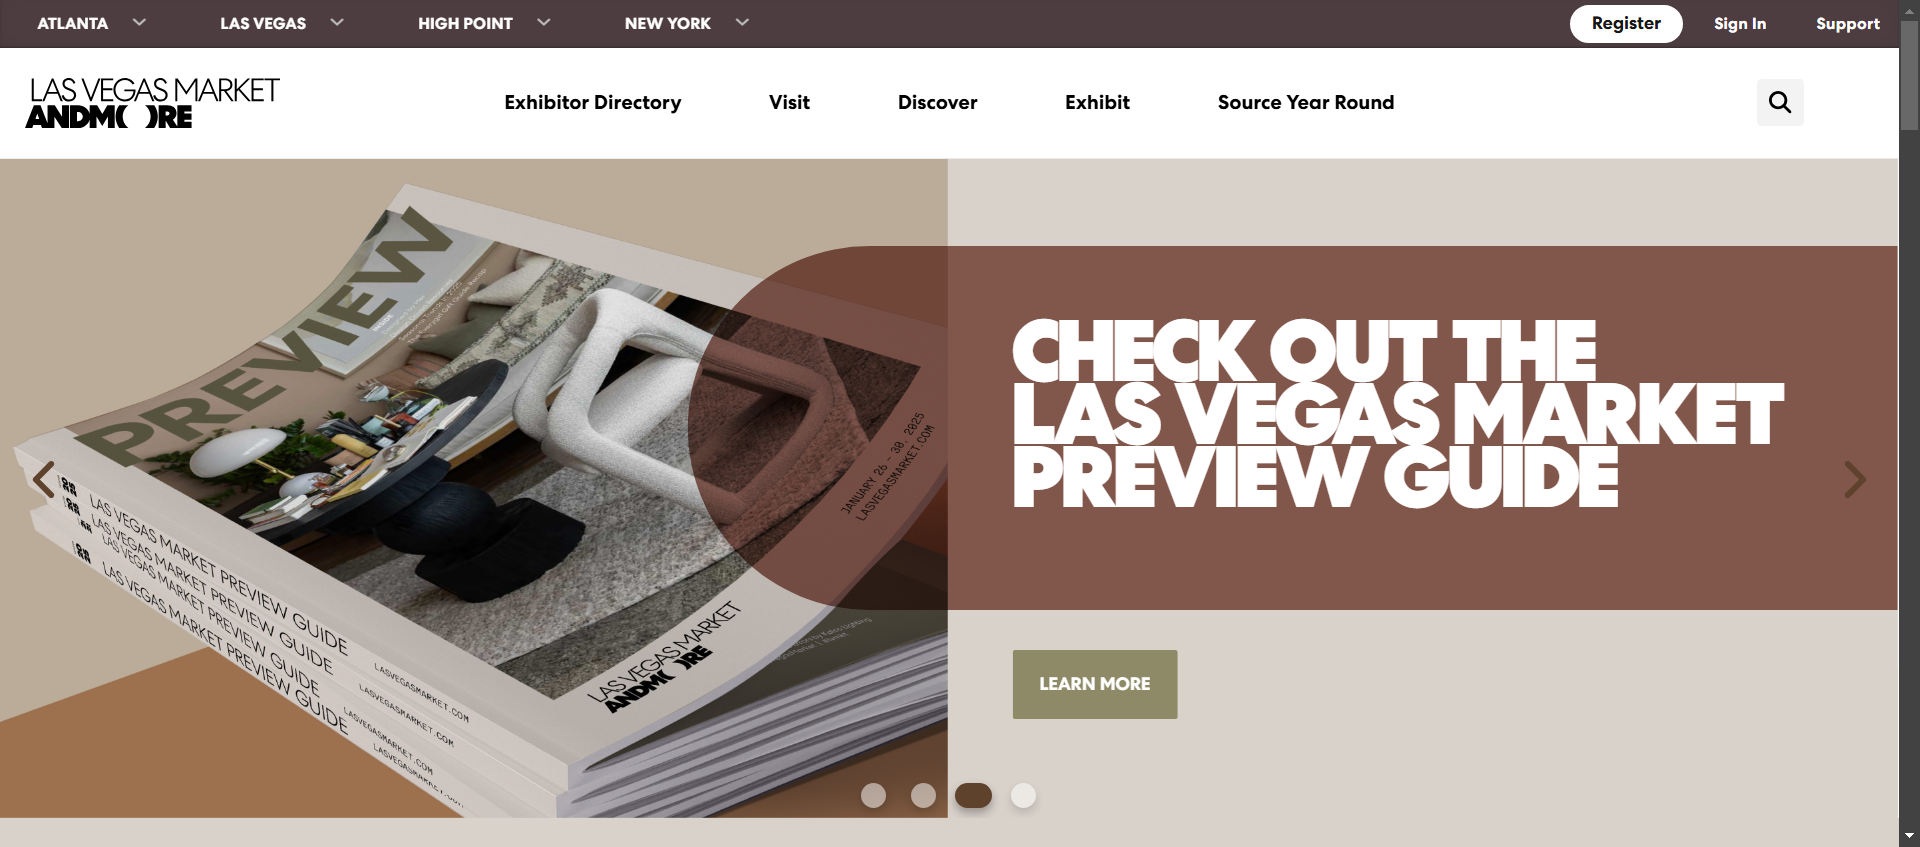 ATLANTA
LAS VEGAS
HIGH POINT
NEW YORK
Register
Sign In
Support
LAS VEGAS MARKET
ANDMORE
Exhibitor Directory
Visit
Discover
Exhibit
Source Year Round
PREVIEW
JANUARY 26 - 30, 2025
LASVEGASMARKET.COM
LAS VEGAS MARKET
ANDMORE
LAS VEGAS MARKET PREVIEW GUIDE
LASVEGASMARKET.COM
LAS VEGAS MARKET PREVIEW GUIDE
LASVEGASMARKET.COM
LAS VEGAS MARKET PREVIEW GUIDE
LASVEGASMARKET.COM
LAS VEGAS MARKET PREVIEW GUIDE
LASVEGASMARKET.COM
CHECK OUT THE
LAS VEGAS MARKET
PREVIEW GUIDE
LEARN MORE